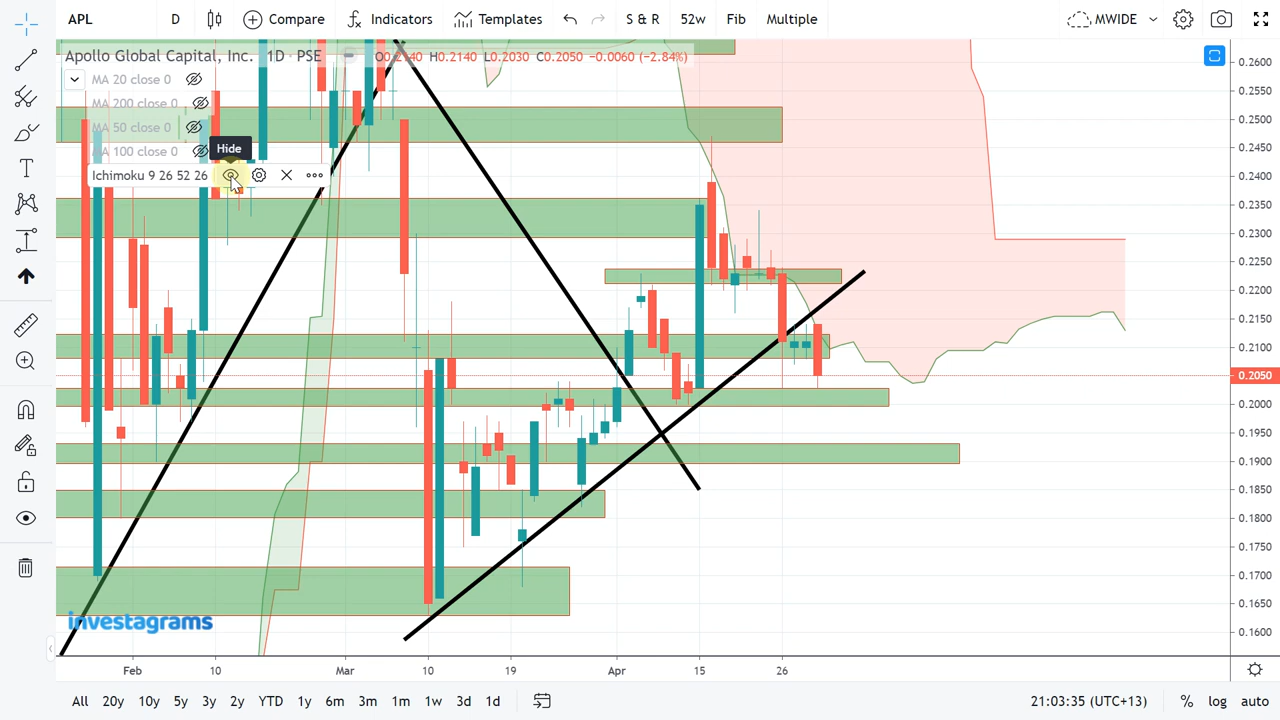 APL D Compare Indicators Templates S & R 52w Fib Multiple MWIDE
Apollo Global Capital, Inc. 1D PSE O0.2140 H0.2140 L0.2030 C0.2050 -0.0060 (-2.84%)
MA 20 close 0
MA 200 close 0
MA 50 close 0
Hide
MA 100 close 0
Ichimoku 9 26 52 26
0.2600
0.2550
0.2500
0.2450
0.2400
0.2350
0.2300
0.2250
0.2200
0.2150
0.2100
0.2050
0.2000
0.1950
0.1900
0.1850
0.1800
0.1750
0.1700
0.1650
0.1600
investagrams
Feb 10 Mar 10 19 Apr 15 26
All 20y 10y 5y 3y 2y YTD 1y 6m 3m 1m 1w 3d 1d 21:03:35 (UTC+13) % log auto